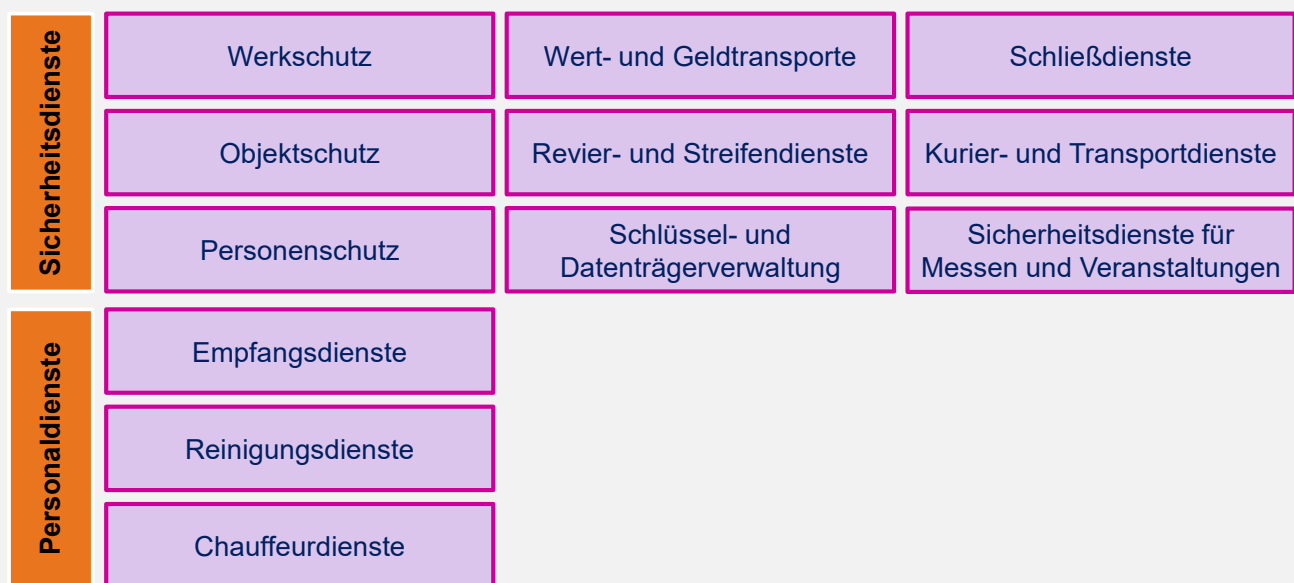 Sicherheitsdienste
Werkschutz
Wert- und Geldtransporte
Schließdienste
Objektschutz
Revier- und Streifendienste
Kurier- und Transportdienste
Personenschutz
Schlüssel- und
Datenträgerverwaltung
Sicherheitsdienste für
Messen und Veranstaltungen
Personaldienste
Empfangsdienste
Reinigungsdienste
Chauffeurdienste